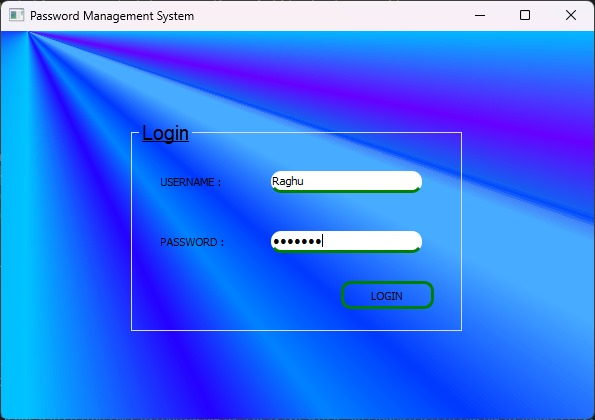 Password Management System
Login
USERNAME :
Raghu
PASSWORD :
●●●●●●●
LOGIN